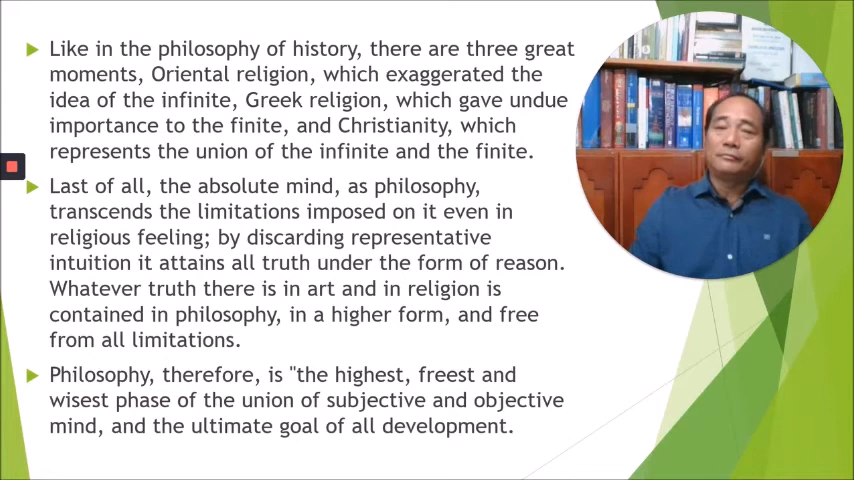 Like in the philosophy of history, there are three great
moments, Oriental religion, which exaggerated the
idea of the infinite, Greek religion, which gave undue
importance to the finite, and Christianity, which
represents the union of the infinite and the finite.
Last of all, the absolute mind, as philosophy,
transcends the limitations imposed on it even in
religious feeling; by discarding representative
intuition it attains all truth under the form of reason.
Whatever truth there is in art and in religion is
contained in philosophy, in a higher form, and free
from all limitations.
Philosophy, therefore, is "the highest, freest and
wisest phase of the union of subjective and objective
mind, and the ultimate goal of all development.